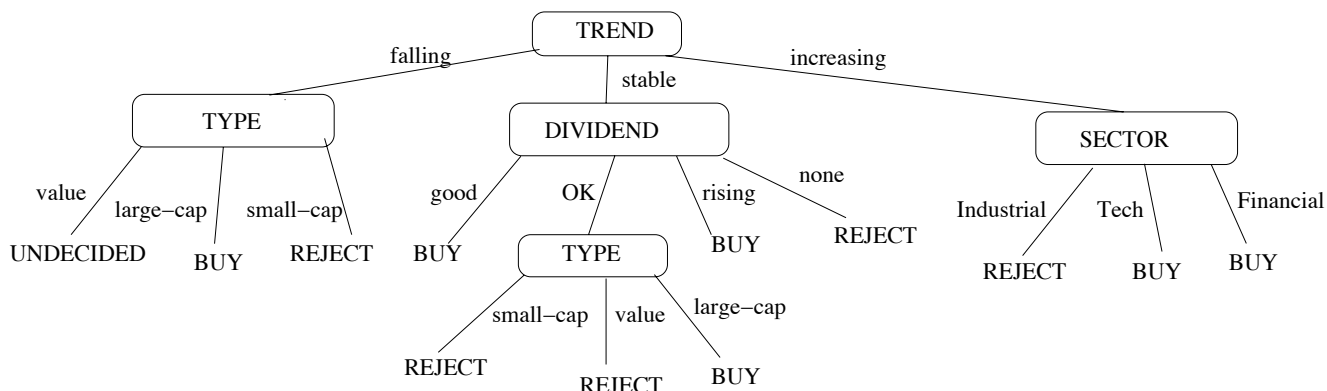 TREND
falling
stable
increasing
TYPE
DIVIDEND
SECTOR
value
large−cap
small−cap
good
OK
rising
none
Industrial
Tech
Financial
UNDECIDED
BUY
REJECT
BUY
TYPE
BUY
REJECT
REJECT
BUY
BUY
small−cap
value
large−cap
REJECT
REJECT
BUY